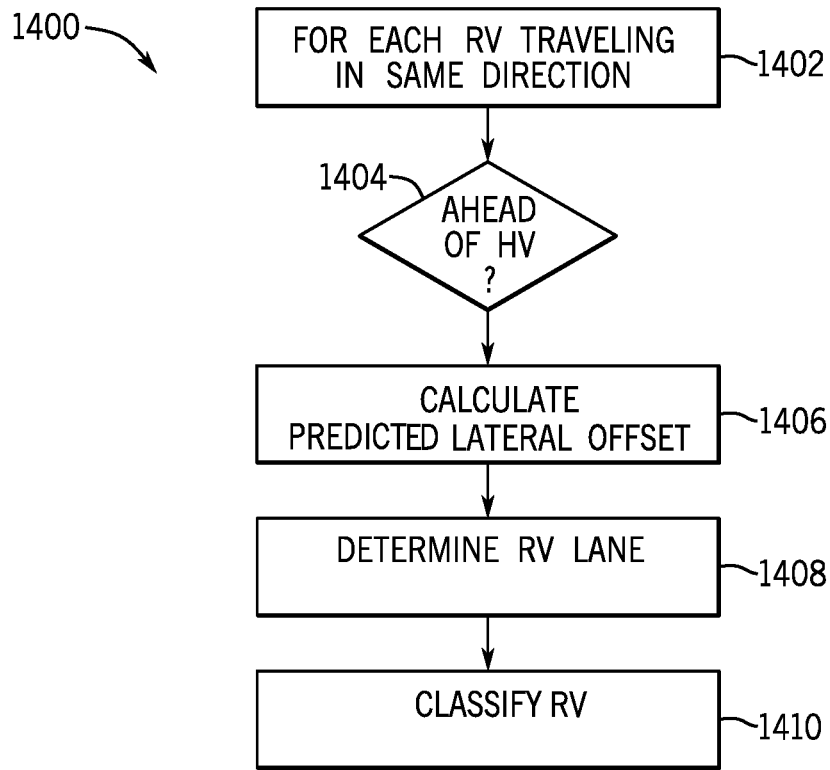 1400
FOR EACH RV TRAVELING
IN SAME DIRECTION
1402
1404
AHEAD
OF HV
?
CALCULATE
PREDICTED LATERAL OFFSET
1406
DETERMINE RV LANE
1408
CLASSIFY RV
1410